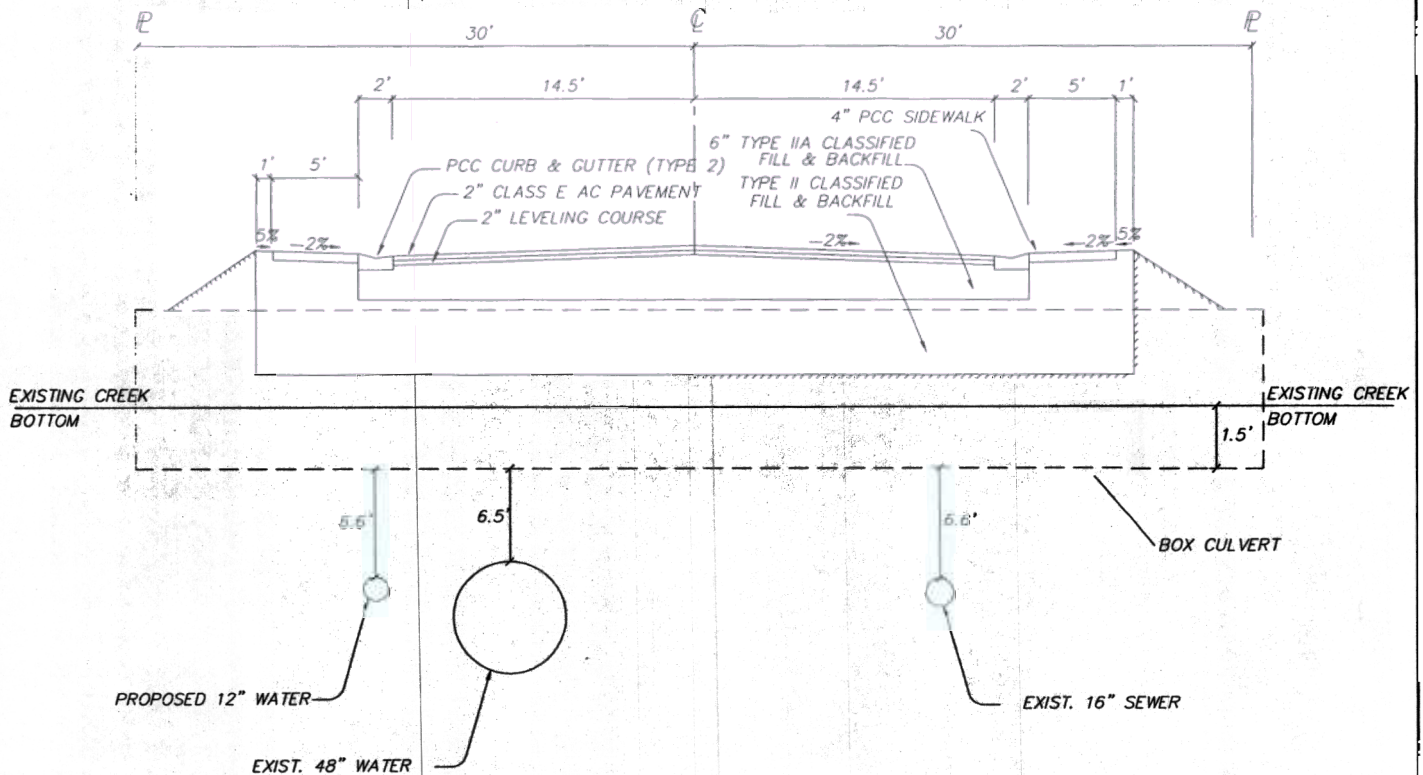 ℄
30'
30'
2'
14.5'
14.5'
2'
5'
1'
4" PCC SIDEWALK
6" TYPE IIA CLASSIFIED
FILL & BACKFILL
TYPE II CLASSIFIED
FILL & BACKFILL
1'
5'
PCC CURB & GUTTER (TYPE 2)
2" CLASS E AC PAVEMENT
2" LEVELING COURSE
5%
2%
2%
2%
5%
EXISTING CREEK
BOTTOM
EXISTING CREEK
BOTTOM
1.5'
6.5'
BOX CULVERT
PROPOSED 12" WATER
EXIST. 16" SEWER
EXIST. 48" WATER